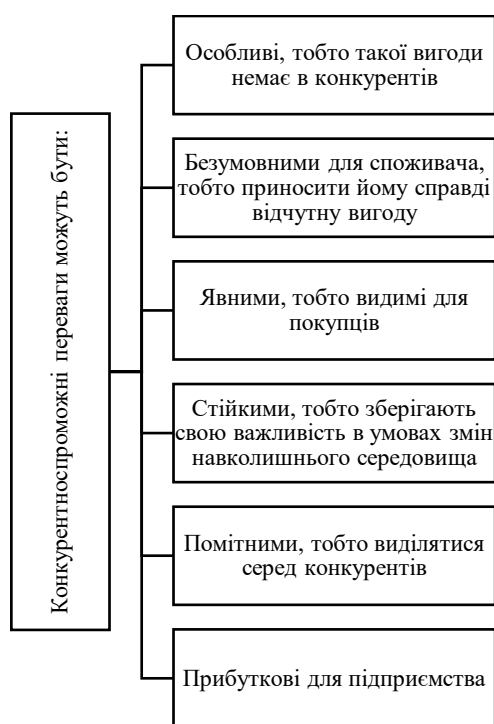 Конкурентноспроможні переваги можуть бути:
Особливі, тобто такої вигоди
немає в конкурентів
Безумовними для споживача,
тобто приносити йому справді
відчутну вигоду
Явними, тобто видимі для
покупців
Стійкими, тобто зберігають
свою важливість в умовах змін
навколишнього середовища
Помітними, тобто виділятися
серед конкурентів
Прибуткові для підприємства